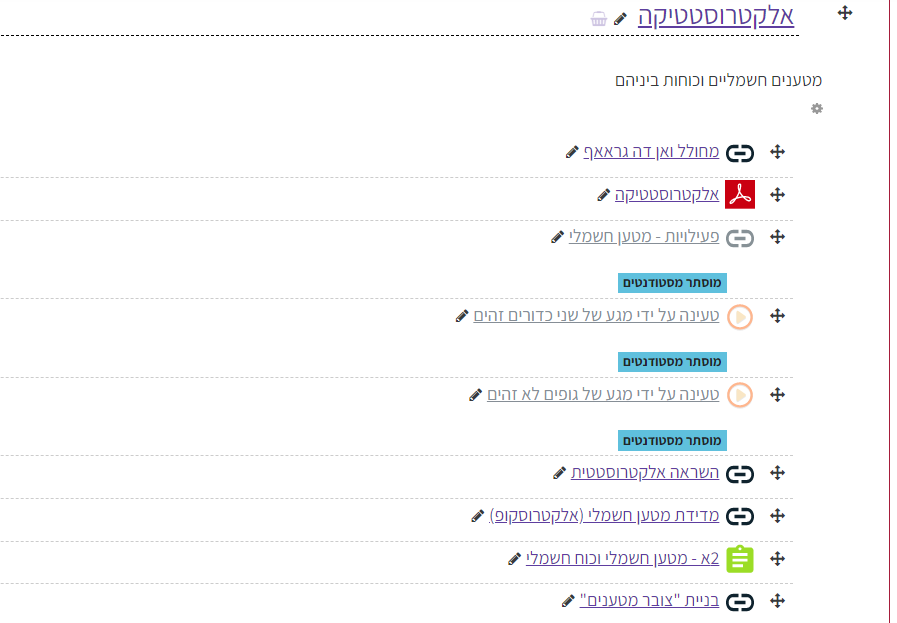 אלקטרוסטטיקה
מטענים חשמליים וכוחות ביניהם
מחולל ואן דה גראאף
אלקטרוסטטיקה
פעילויות - מטען חשמלי
מוסתר מסטודנטים
טעינה על ידי מגע של שני כדורים זהים
מוסתר מסטודנטים
טעינה על ידי מגע של גופים לא זהים
מוסתר מסטודנטים
השראה אלקטרוסטטית
מדידת מטען חשמלי (אלקטרוסקופ)
2א - מטען חשמלי וכוח חשמלי
בניית "צובר מטענים"